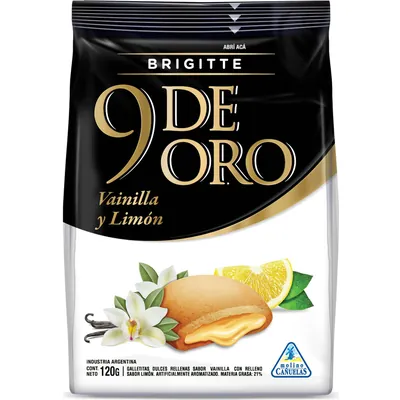 ABRÍ ACÁ
BRIGITTE
9 DE
ORO
Vainilla
y Limón
INDUSTRIA ARGENTINA
CONT. NETO 120G
GALLETITAS, DULCES RELLENAS SABOR VAINILLA CON RELLENO
SABOR LIMÓN. ARTIFICIALMENTE AROMATIZADO. MATERIA GRASA: 21%
molino
CAÑUELAS